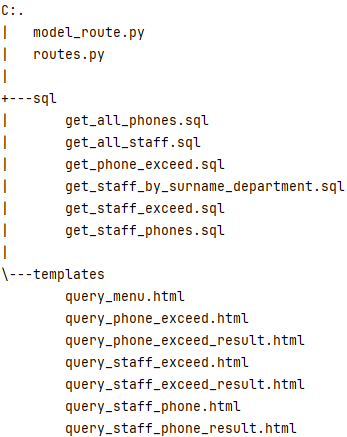 C:.
|   model_route.py
|   routes.py
|
+---sql
|       get_all_phones.sql
|       get_all_staff.sql
|       get_phone_exceed.sql
|       get_staff_by_surname_department.sql
|       get_staff_exceed.sql
|       get_staff_phones.sql
|
\---templates
        query_menu.html
        query_phone_exceed.html
        query_phone_exceed_result.html
        query_staff_exceed.html
        query_staff_exceed_result.html
        query_staff_phone.html
        query_staff_phone_result.html